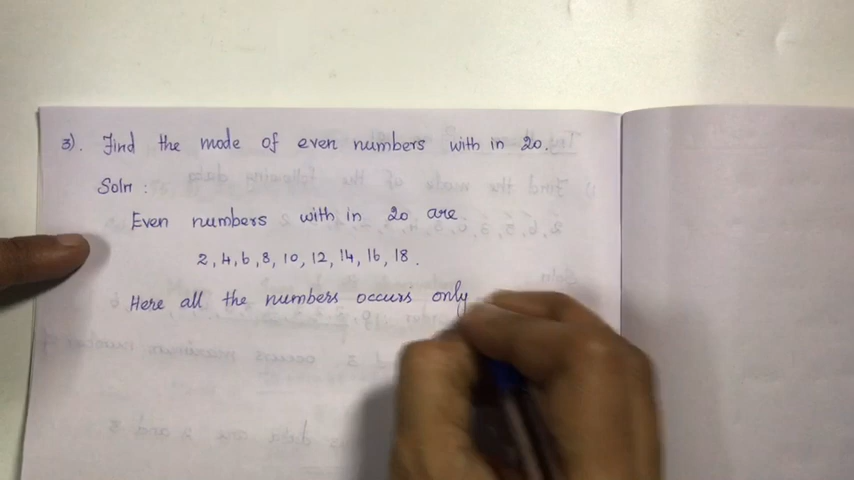 3). Find the mode of even numbers with in 20.
Soln :
Even numbers with in 20 are
2, 4, 6, 8, 10, 12, 14, 16, 18.
Here all the numbers occurs only